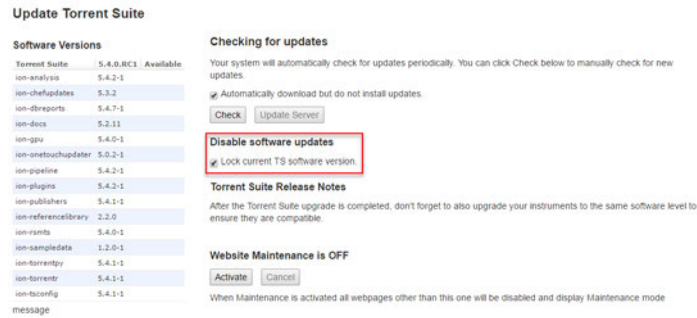 Update Torrent Suite
Software Versions
Torrent Suite 5.4.0.RC1 Available
ion-analysis 5.4.2-1
ion-chefupdates 5.3.2
ion-dbreports 5.4.7-1
ion-docs 5.2.11
ion-gpu 5.4.0-1
ion-onetouchupdater 5.0.2-1
ion-pipeline 5.4.2-1
ion-plugins 5.4.2-1
ion-publishers 5.4.1-1
ion-referencelibrary 2.2.0
ion-rsmts 5.4.0-1
ion-sampledata 1.2.0-1
ion-torrentpy 5.4.1-1
ion-torrentr 5.4.1-1
ion-tsconfig 5.4.1-1
message
Checking for updates
Your system will automatically check for updates periodically. You can click Check below to manually check for new
updates.
Automatically download but do not install updates.
Check Update Server
Disable software updates
Lock current TS software version.
Torrent Suite Release Notes
After the Torrent Suite upgrade is completed, don't forget to also upgrade your instruments to the same software level to
ensure they are compatible.
Website Maintenance is OFF
Activate Cancel
When Maintenance is activated all webpages other than this one will be disabled and display Maintenance mode